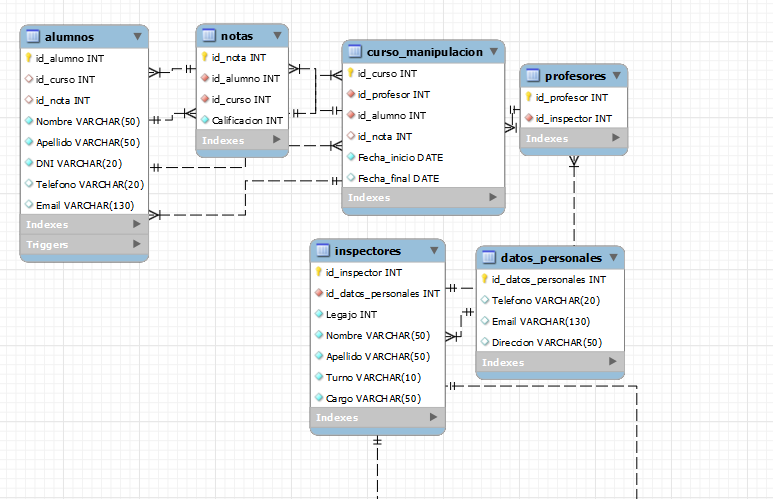 alumnos
id_alumno INT
id_curso INT
id_nota INT
Nombre VARCHAR(50)
Apellido VARCHAR(50)
DNI VARCHAR(20)
Telefono VARCHAR(20)
Email VARCHAR(130)
Indexes
Triggers
notas
id_nota INT
id_alumno INT
id_curso INT
Calificacion INT
Indexes
curso_manipulacion
id_curso INT
id_profesor INT
id_alumno INT
id_nota INT
Fecha_inicio DATE
Fecha_final DATE
Indexes
profesores
id_profesor INT
id_inspector INT
Indexes
inspectores
id_inspector INT
id_datos_personales INT
Legajo INT
Nombre VARCHAR(50)
Apellido VARCHAR(50)
Turno VARCHAR(10)
Cargo VARCHAR(50)
Indexes
datos_personales
id_datos_personales INT
Telefono VARCHAR(20)
Email VARCHAR(130)
Direccion VARCHAR(50)
Indexes